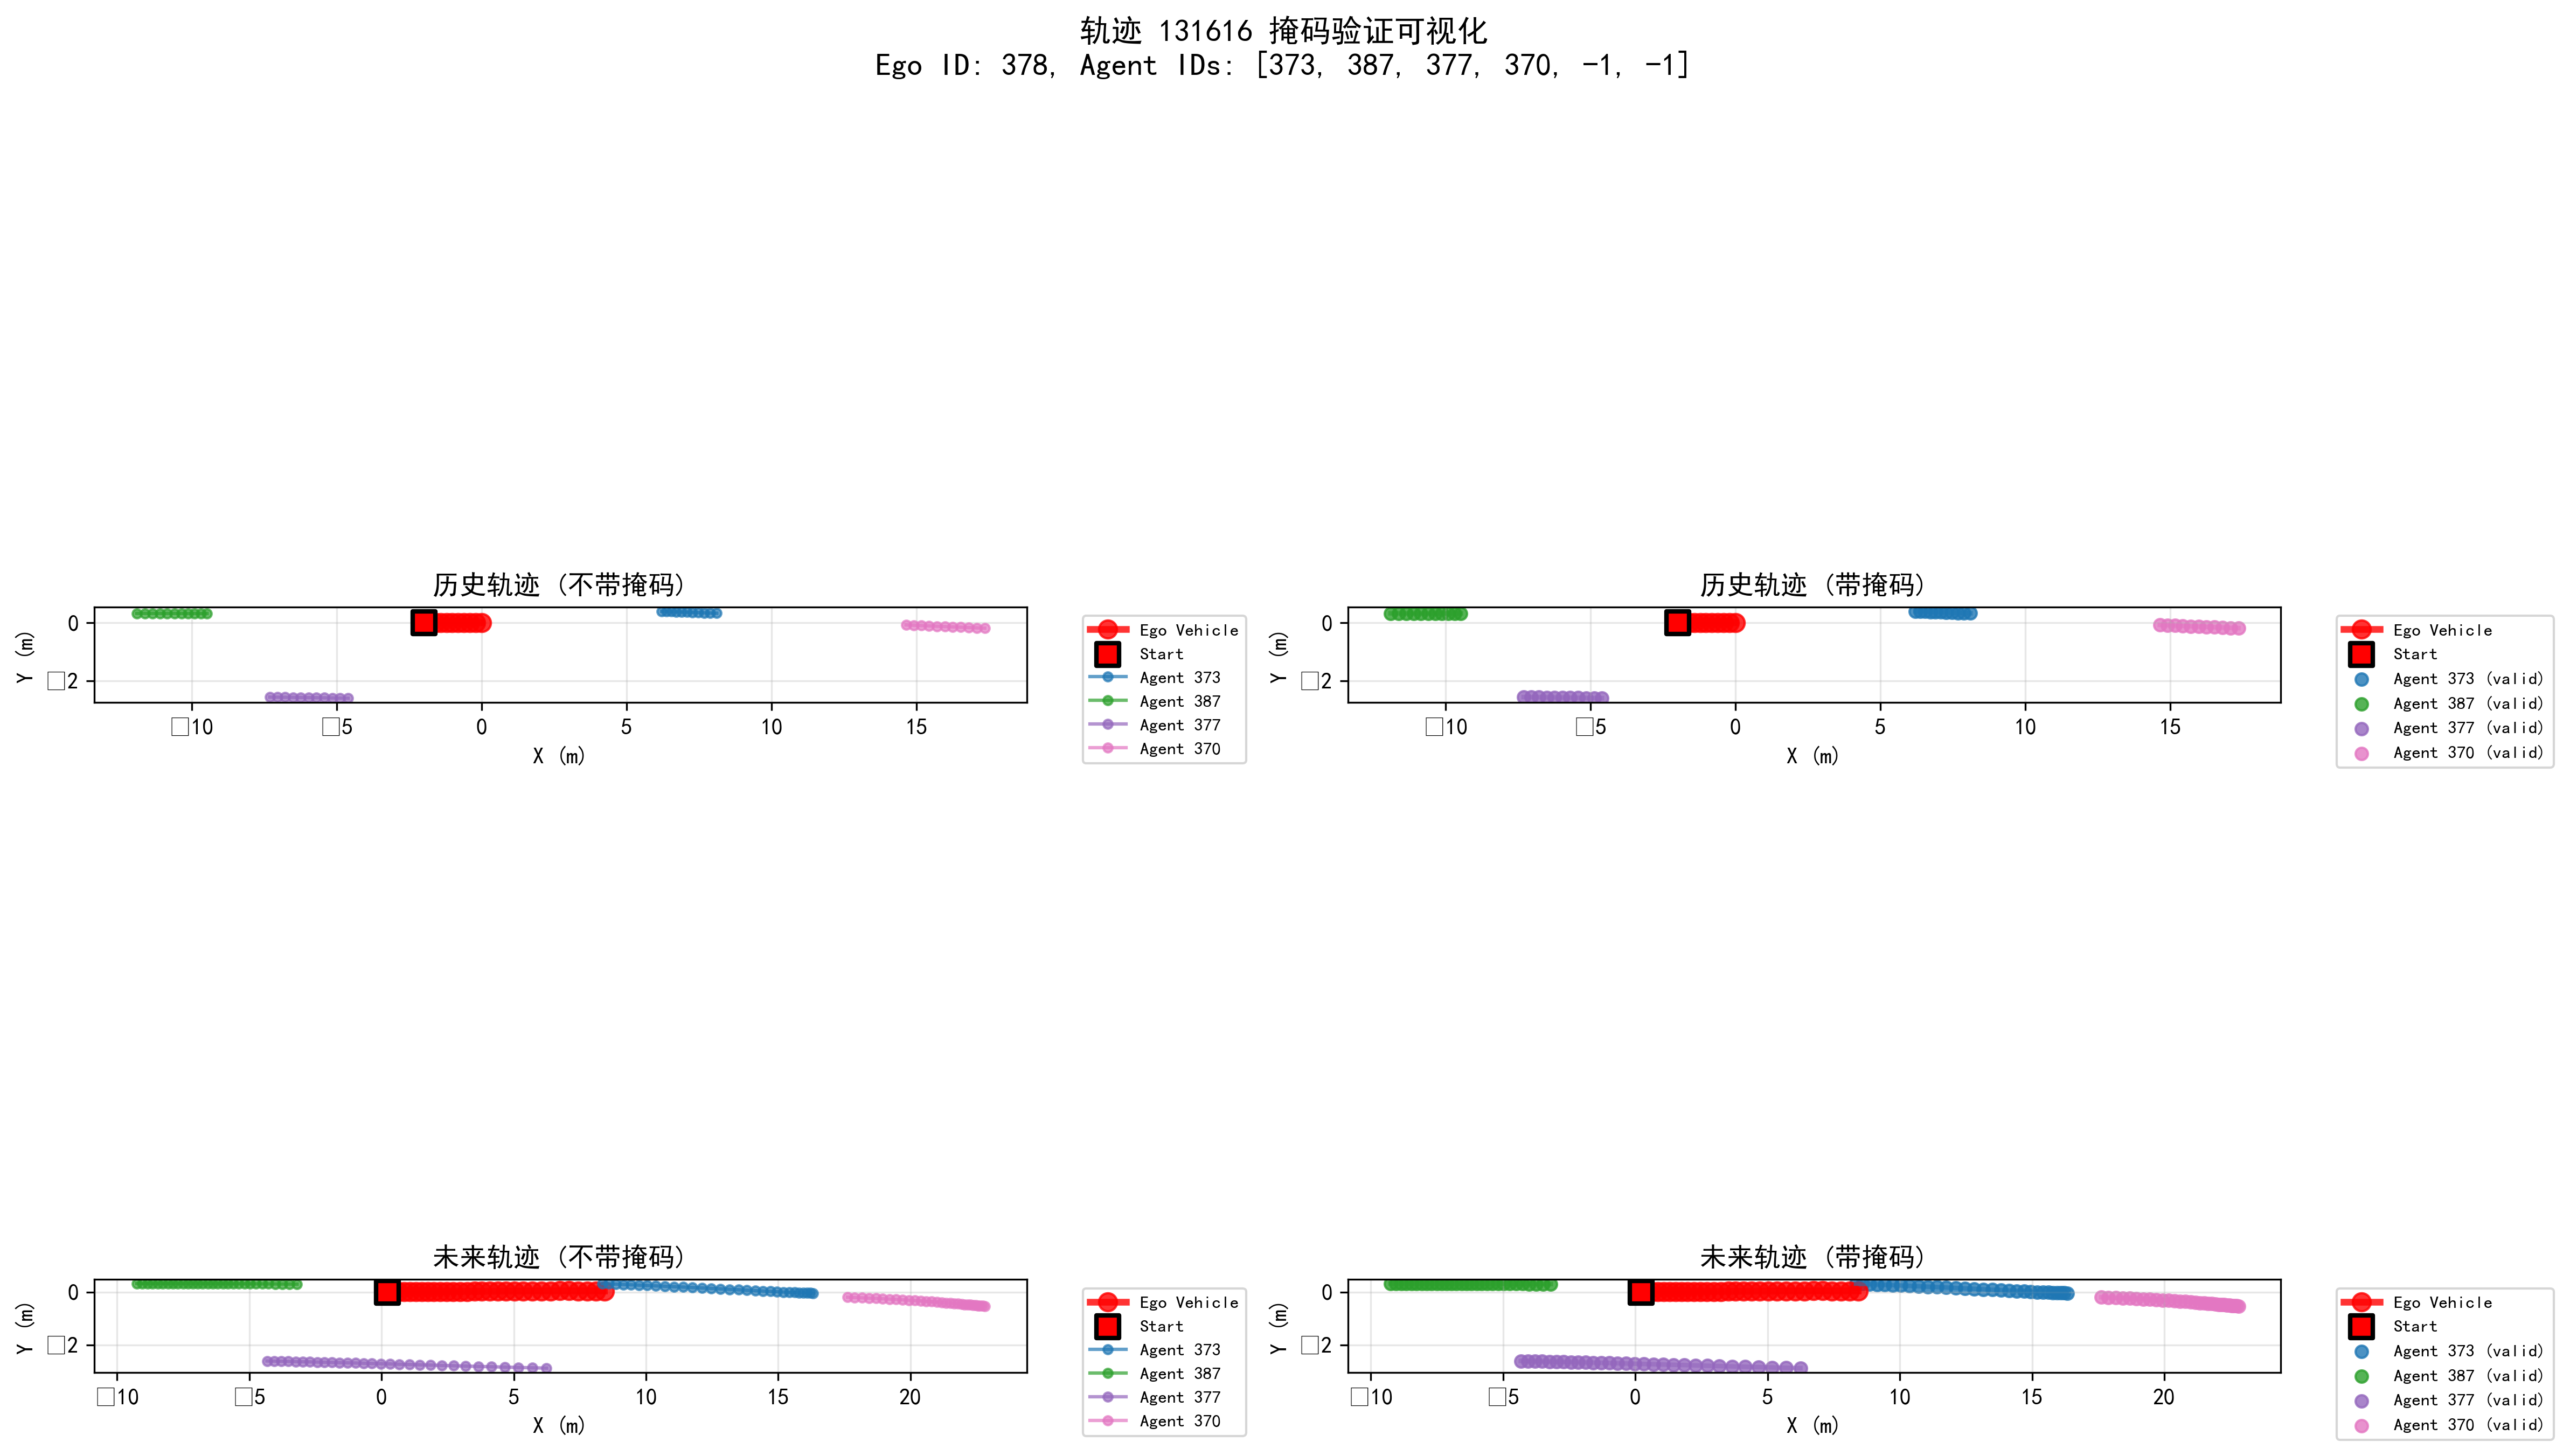 轨迹 131616 掩码验证可视化
Ego ID: 378, Agent IDs: [373, 387, 377, 370, -1, -1]
历史轨迹 (不带掩码)
Y (m)
0
□2
□10 □5 0 5 10 15
X (m)
Ego Vehicle
Start
Agent 373
Agent 387
Agent 377
Agent 370
历史轨迹 (带掩码)
Y (m)
0
□2
□10 □5 0 5 10 15
X (m)
Ego Vehicle
Start
Agent 373 (valid)
Agent 387 (valid)
Agent 377 (valid)
Agent 370 (valid)
未来轨迹 (不带掩码)
Y (m)
0
□2
□10 □5 0 5 10 15 20
X (m)
Ego Vehicle
Start
Agent 373
Agent 387
Agent 377
Agent 370
未来轨迹 (带掩码)
Y (m)
0
□2
□10 □5 0 5 10 15 20
X (m)
Ego Vehicle
Start
Agent 373 (valid)
Agent 387 (valid)
Agent 377 (valid)
Agent 370 (valid)